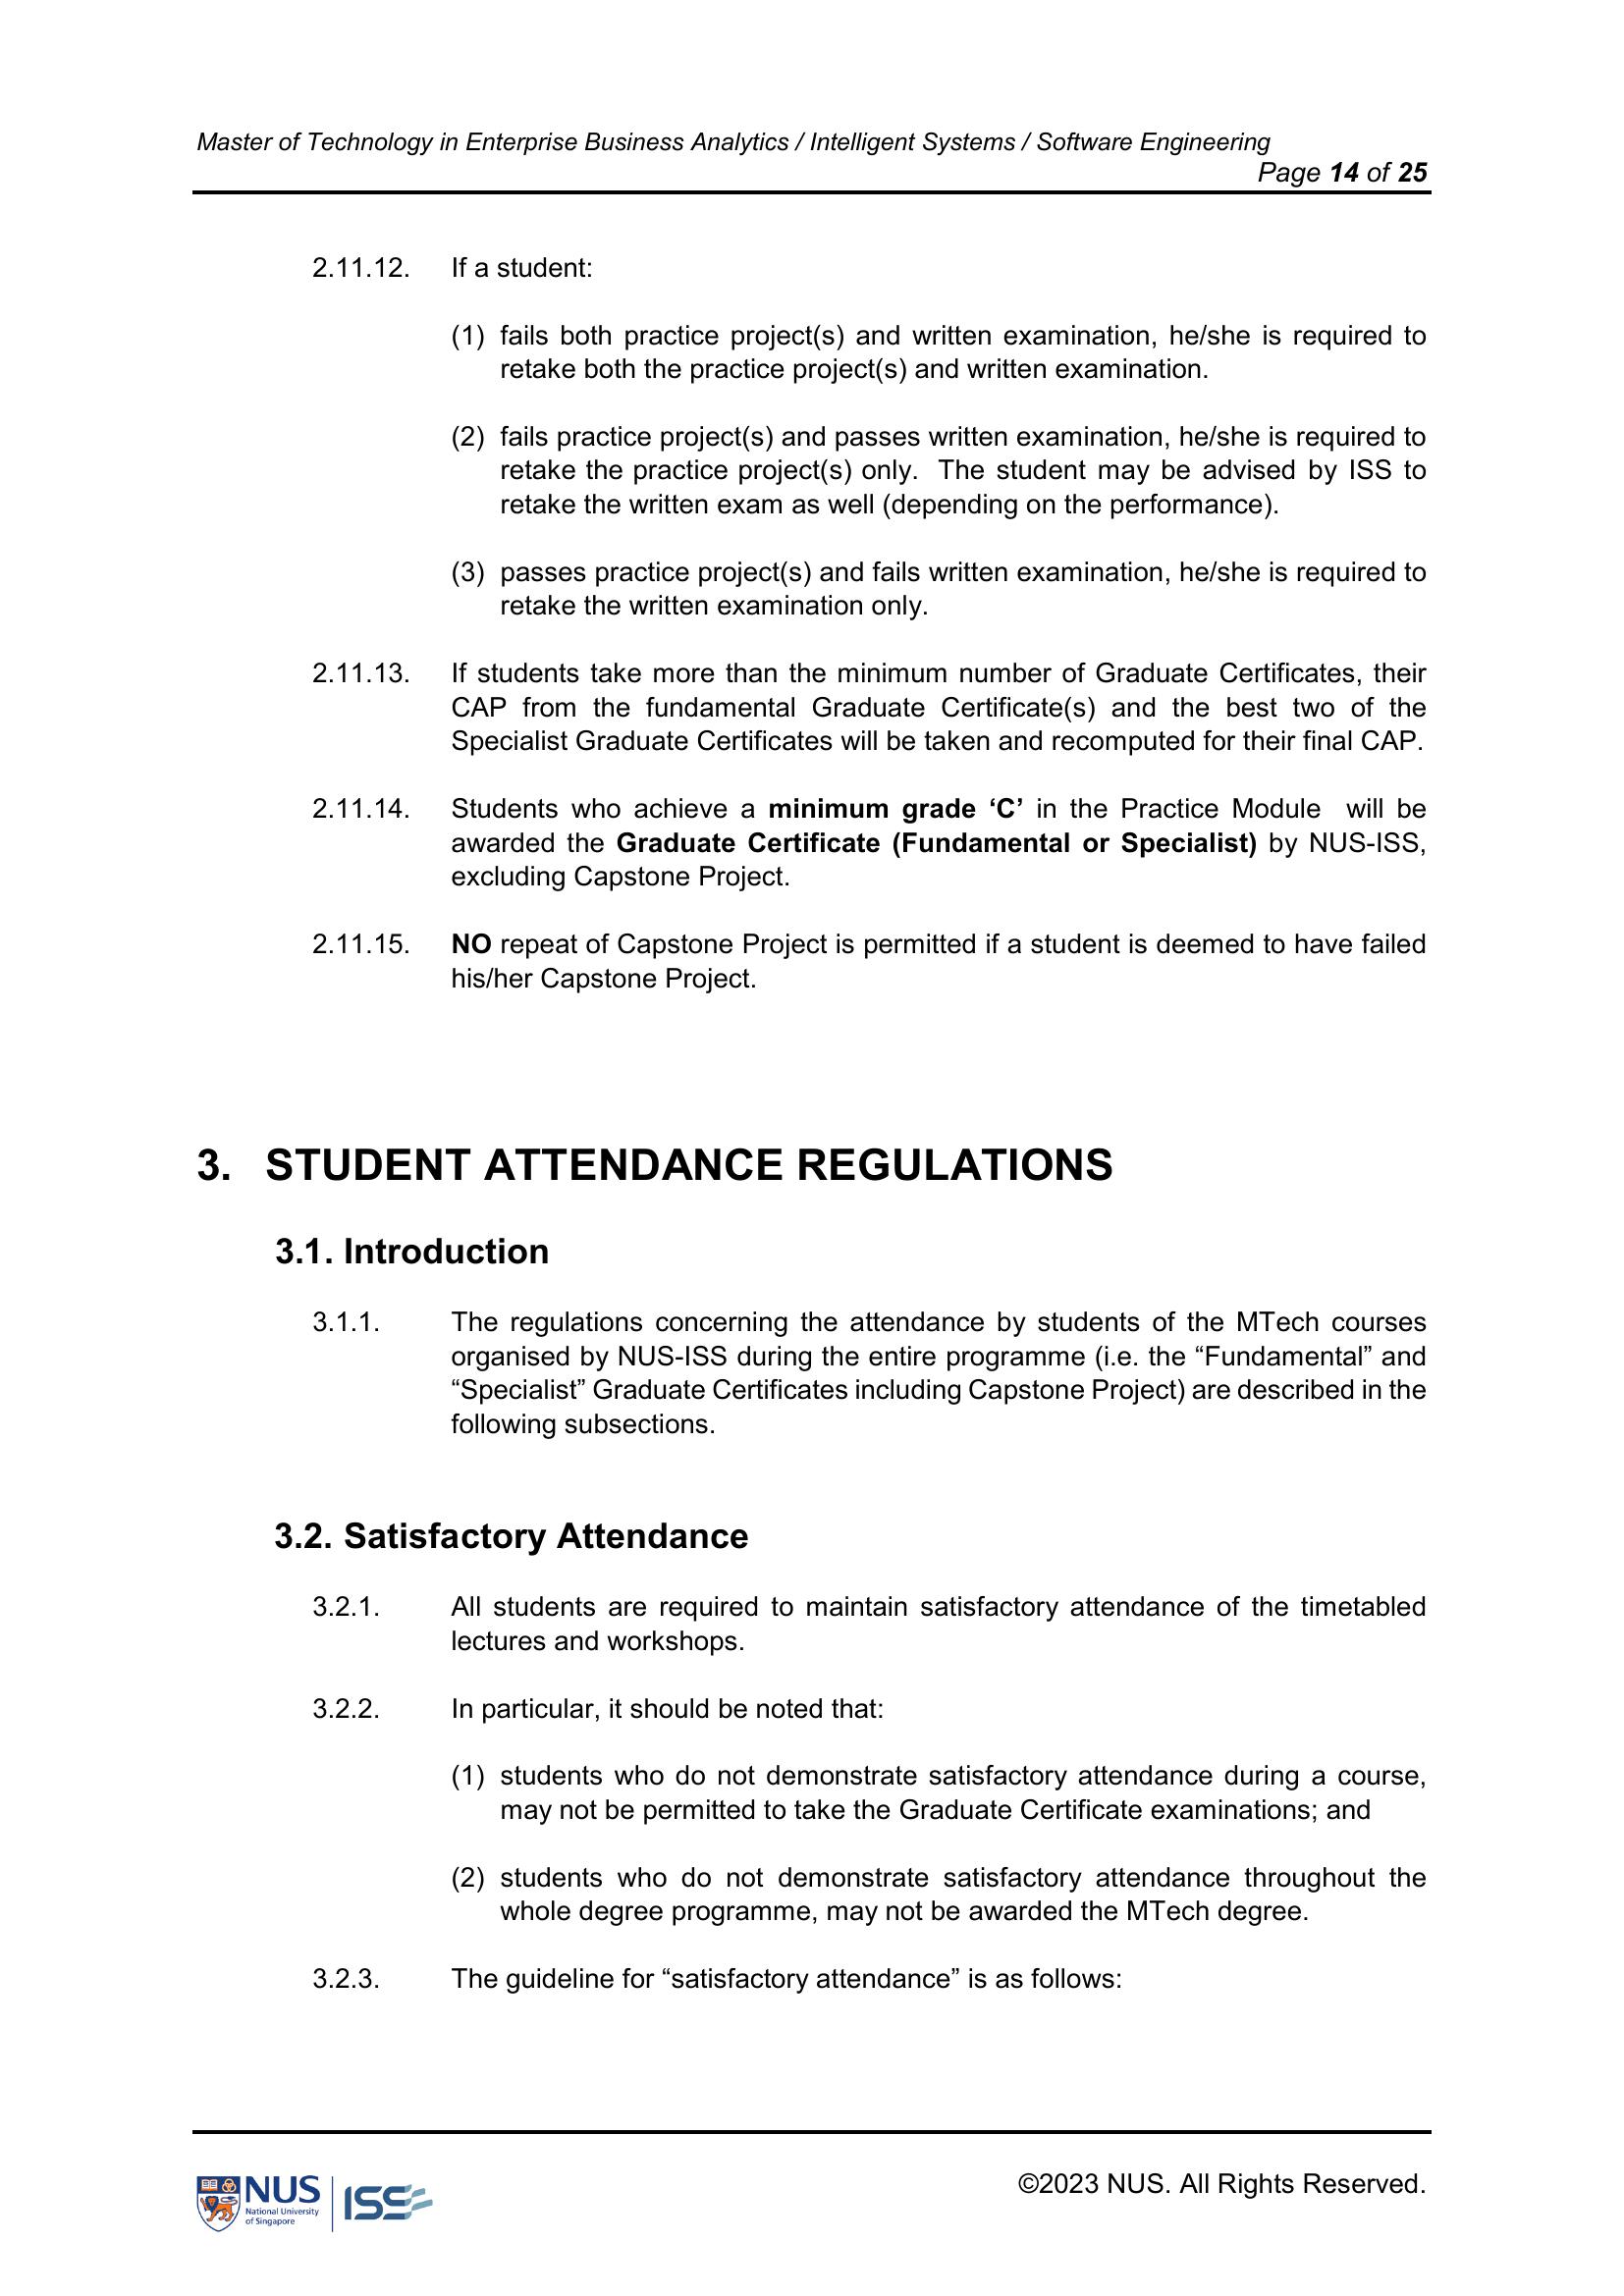 Master of Technology in Enterprise Business Analytics / Intelligent Systems / Software Engineering
Page 14 of 25
2.11.12. If a student:
(1) fails both practice project(s) and written examination, he/she is required to
retake both the practice project(s) and written examination.
(2) fails practice project(s) and passes written examination, he/she is required to
retake the practice project(s) only. The student may be advised by ISS to
retake the written exam as well (depending on the performance).
(3) passes practice project(s) and fails written examination, he/she is required to
retake the written examination only.
2.11.13. If students take more than the minimum number of Graduate Certificates, their
CAP from the fundamental Graduate Certificate(s) and the best two of the
Specialist Graduate Certificates will be taken and recomputed for their final CAP.
2.11.14. Students who achieve a minimum grade ‘C’ in the Practice Module will be
awarded the Graduate Certificate (Fundamental or Specialist) by NUS-ISS,
excluding Capstone Project.
2.11.15. NO repeat of Capstone Project is permitted if a student is deemed to have failed
his/her Capstone Project.
3. STUDENT ATTENDANCE REGULATIONS
3.1. Introduction
3.1.1. The regulations concerning the attendance by students of the MTech courses
organised by NUS-ISS during the entire programme (i.e. the “Fundamental” and
“Specialist” Graduate Certificates including Capstone Project) are described in the
following subsections.
3.2. Satisfactory Attendance
3.2.1. All students are required to maintain satisfactory attendance of the timetabled
lectures and workshops.
3.2.2. In particular, it should be noted that:
(1) students who do not demonstrate satisfactory attendance during a course,
may not be permitted to take the Graduate Certificate examinations; and
(2) students who do not demonstrate satisfactory attendance throughout the
whole degree programme, may not be awarded the MTech degree.
3.2.3. The guideline for “satisfactory attendance” is as follows:
©2023 NUS. All Rights Reserved.
NUS
National University
of Singapore
ISS